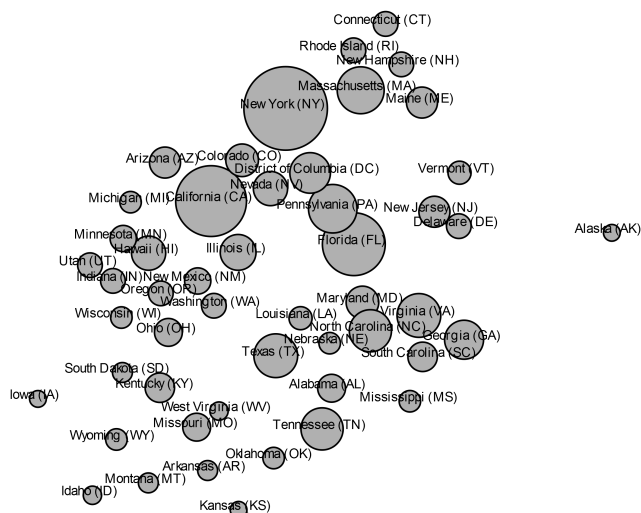 Connecticut (CT)
Rhode Island (RI)
New Hampshire (NH)
Massachusetts (MA)
Maine (ME)
New York (NY)
Arizona (AZ)
Colorado (CO)
District of Columbia (DC)
Vermont (VT)
Nevada (NV)
Michigan (MI)
California (CA)
Pennsylvania (PA)
New Jersey (NJ)
Delaware (DE)
Alaska (AK)
Minnesota (MN)
Hawaii (HI)
Illinois (IL)
Florida (FL)
Utah (UT)
Indiana (IN)
New Mexico (NM)
Oregon (OR)
Washington (WA)
Maryland (MD)
Virginia (VA)
Wisconsin (WI)
Louisiana (LA)
Ohio (OH)
North Carolina (NC)
Nebraska (NE)
Georgia (GA)
Texas (TX)
South Carolina (SC)
South Dakota (SD)
Kentucky (KY)
Alabama (AL)
Iowa (IA)
Mississippi (MS)
West Virginia (WV)
Missouri (MO)
Tennessee (TN)
Wyoming (WY)
Oklahoma (OK)
Arkansas (AR)
Montana (MT)
Idaho (ID)
Kansas (KS)